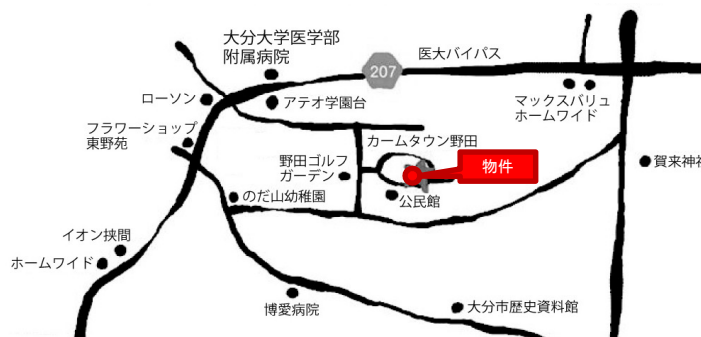 大分大学医学部
附属病院
医大バイパス
207
ローソン
アテオ学園台
マックスバリュ
ホームワイド
フラワーショップ
東野苑
カームタウン野田
野田ゴルフ
ガーデン
物件
賀来神社
のだ山幼稚園
公民館
イオン挾間
ホームワイド
博愛病院
大分市歴史資料館